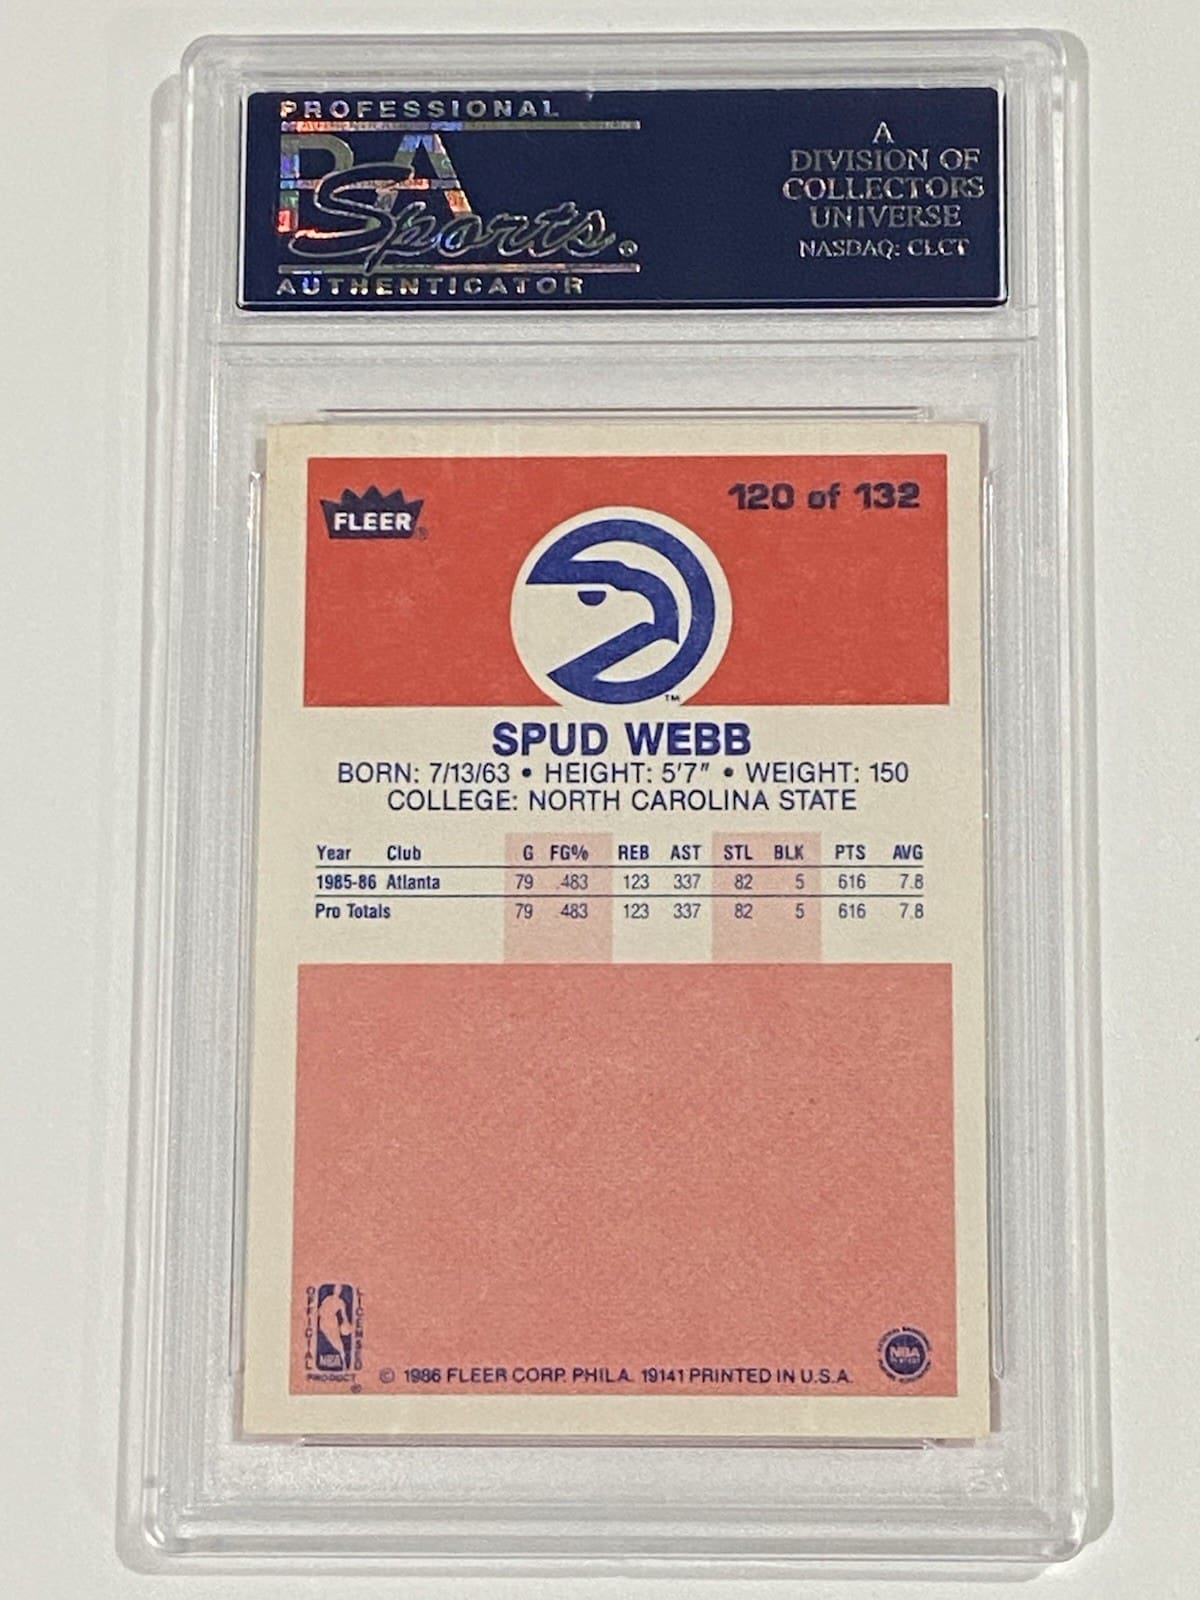 PROFESSIONAL
PSA
Sports®
AUTHENTICATOR
A
DIVISION OF
COLLECTORS
UNIVERSE
NASDAQ: CLCT
FLEER®
120 of 132
TM
SPUD WEBB
BORN: 7/13/63 • HEIGHT: 5'7" • WEIGHT: 150
COLLEGE: NORTH CAROLINA STATE
Year Club G FG% REB AST STL BLK PTS AVG
1985-86 Atlanta 79 .483 123 337 82 5 616 7.8
Pro Totals 79 .483 123 337 82 5 616 7.8
OFFICIAL
NBA
LICENSED
PRODUCT
®
© 1986 FLEER CORP. PHILA. 19141 PRINTED IN U.S.A.
NBA